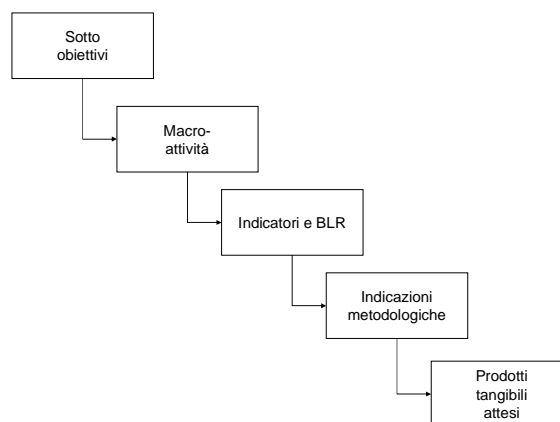 Sotto
obiettivi
Macro-
attività
Indicatori e BLR
Indicazioni
metodologiche
Prodotti
tangibili
attesi